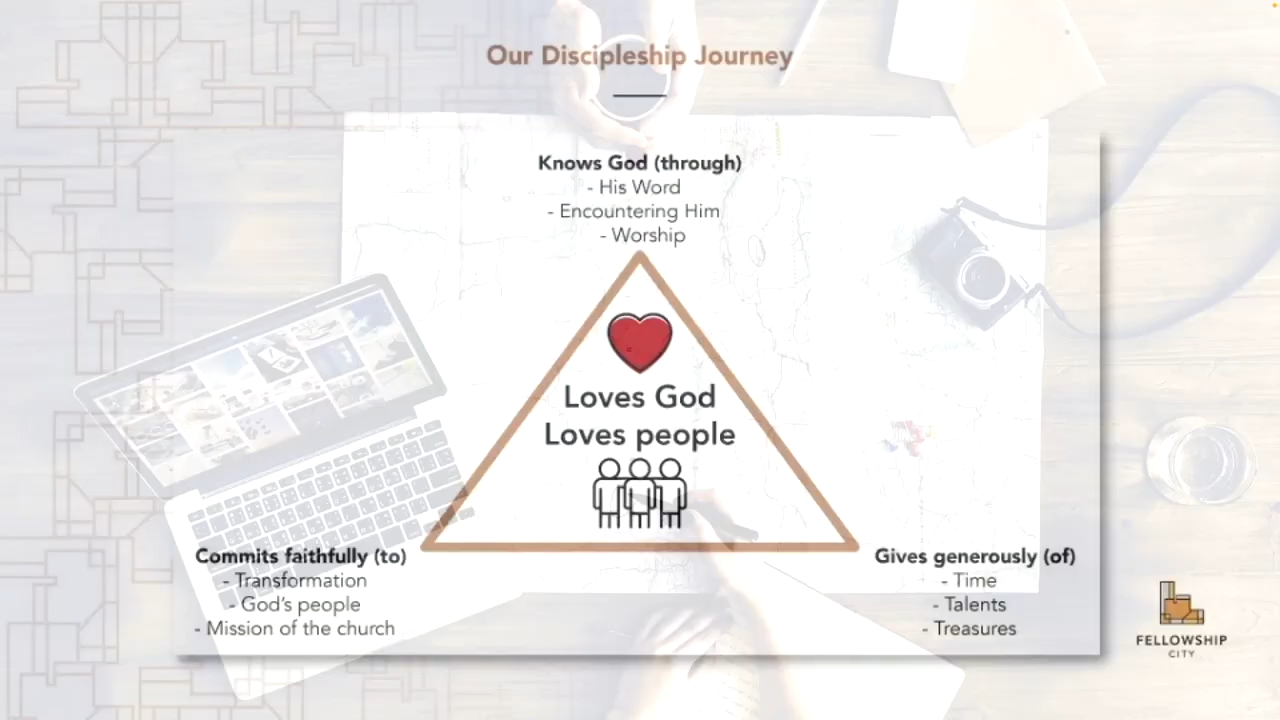 Our Discipleship Journey
Knows God (through)
- His Word
- Encountering Him
- Worship
Loves God
Loves people
Commits faithfully (to)
- Transformation
- God's people
- Mission of the church
Gives generously (of)
- Time
- Talents
- Treasures
FELLOWSHIP
CITY